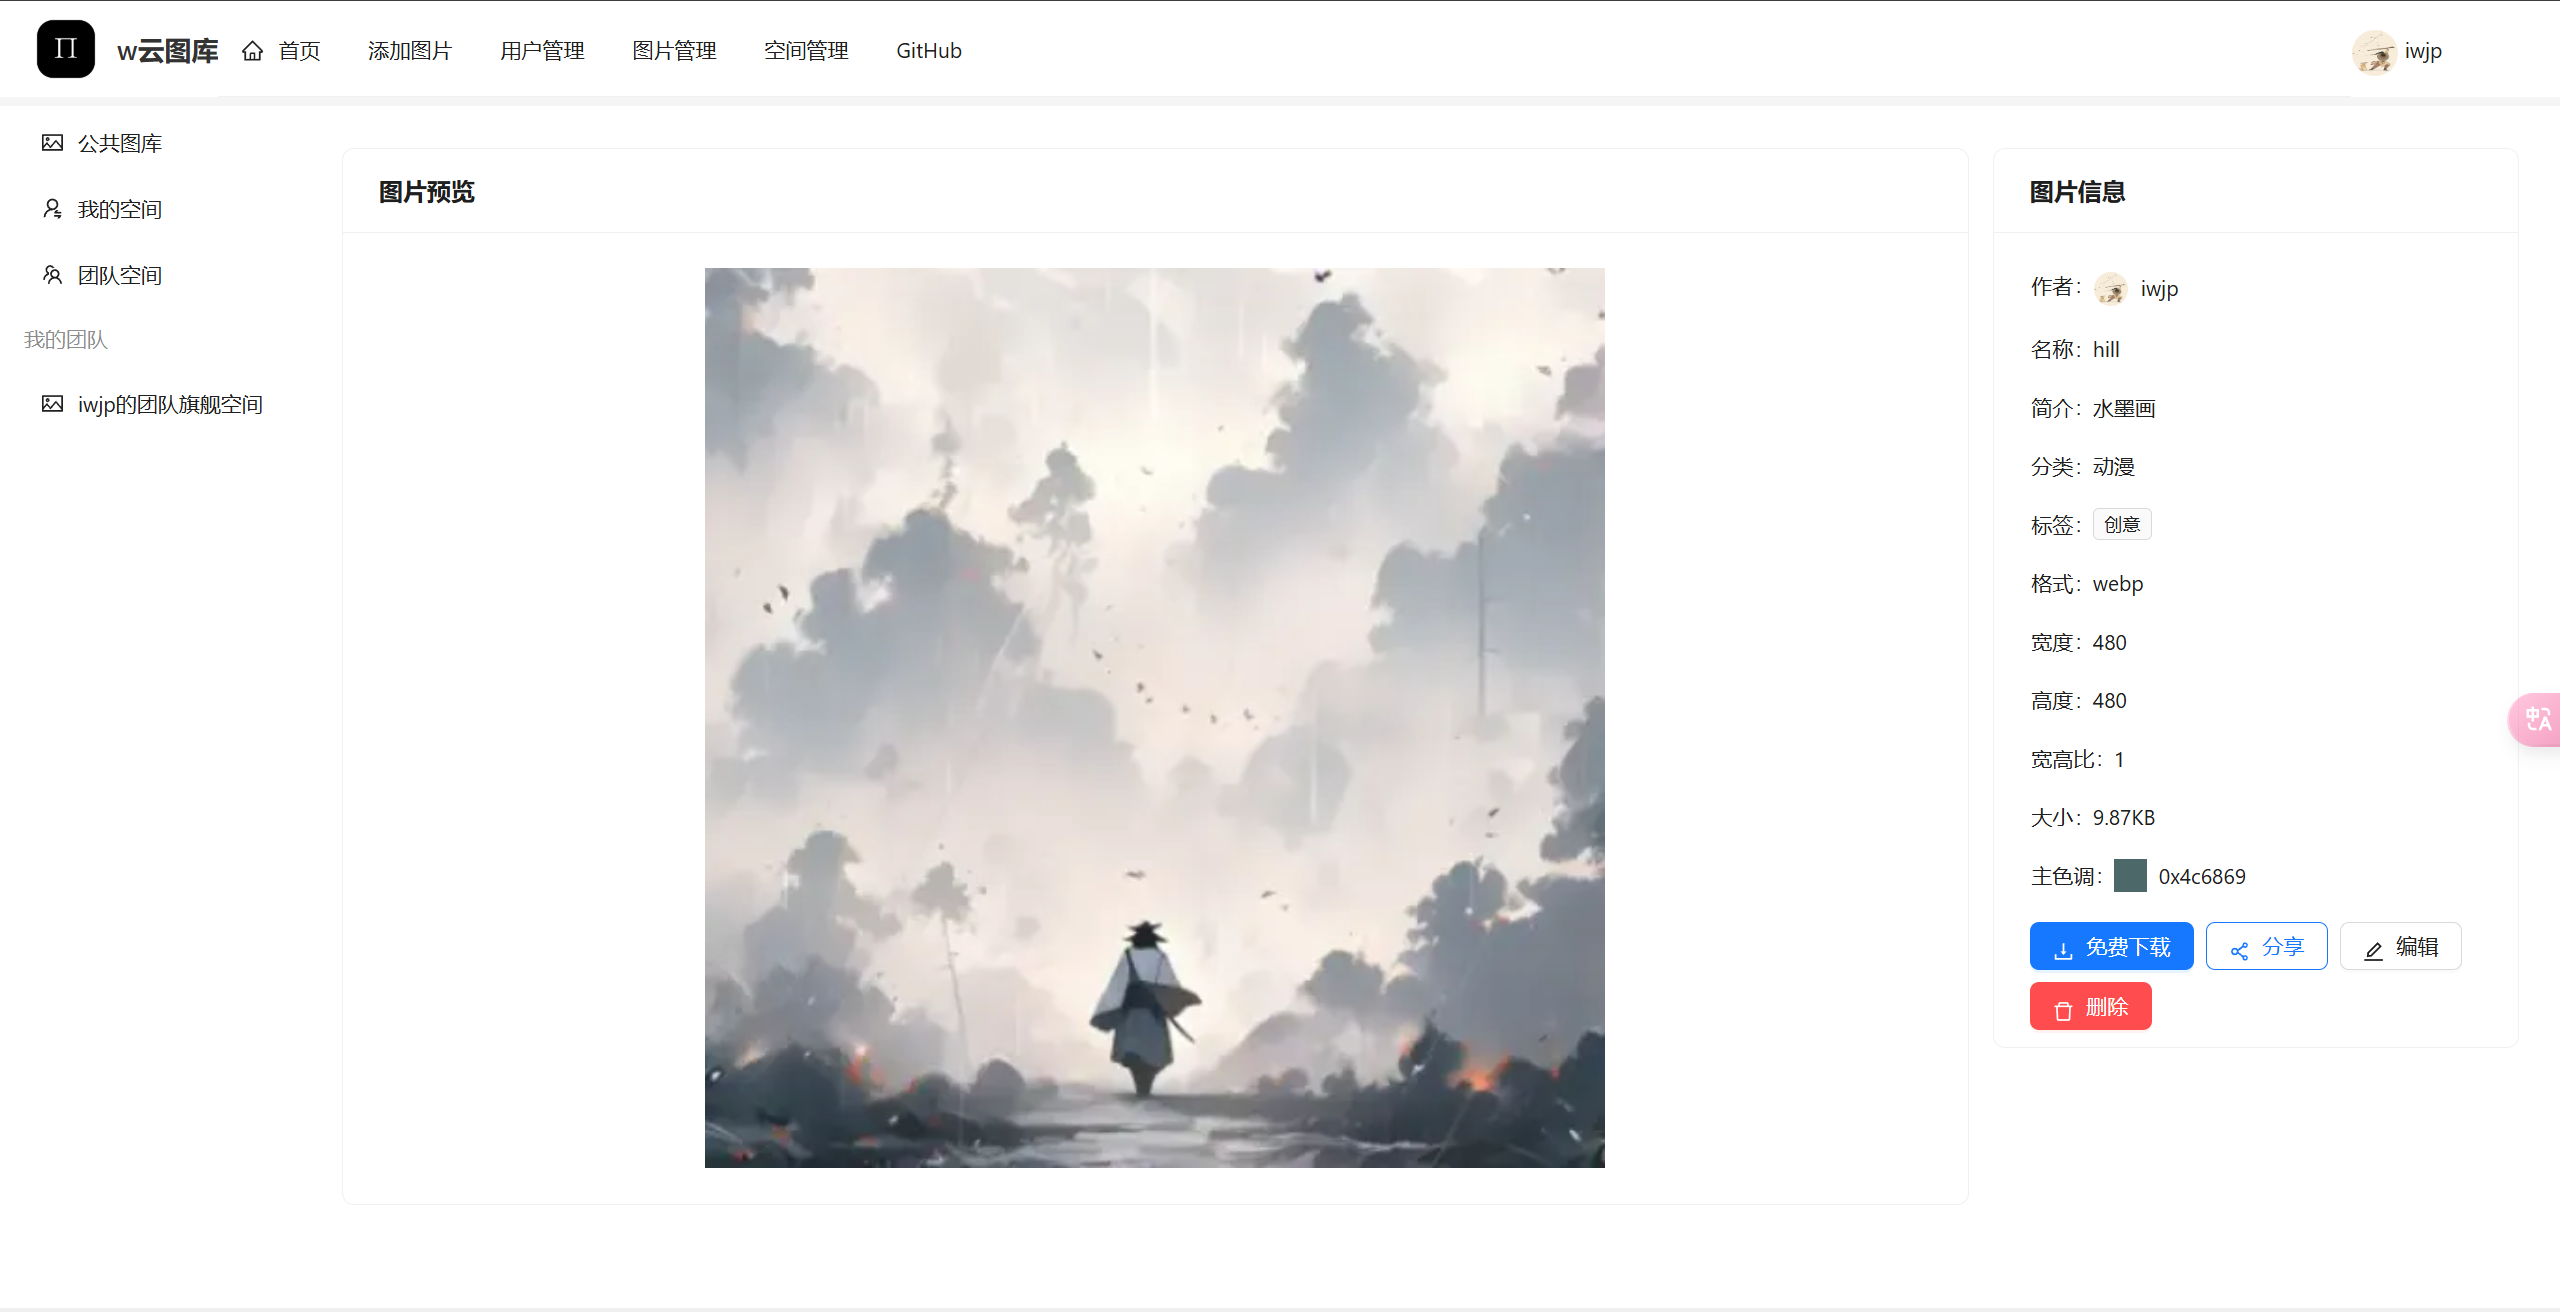 Π w云图库 首页 添加图片 用户管理 图片管理 空间管理 GitHub iwjp
公共图库
我的空间
团队空间
我的团队
iwjp的团队旗舰空间
图片预览
图片信息
作者： iwjp
名称：hill
简介：水墨画
分类：动漫
标签：创意
格式：webp
宽度：480
高度：480
宽高比：1
大小：9.87KB
主色调： 0x4c6869
免费下载 分享 编辑
删除
中A